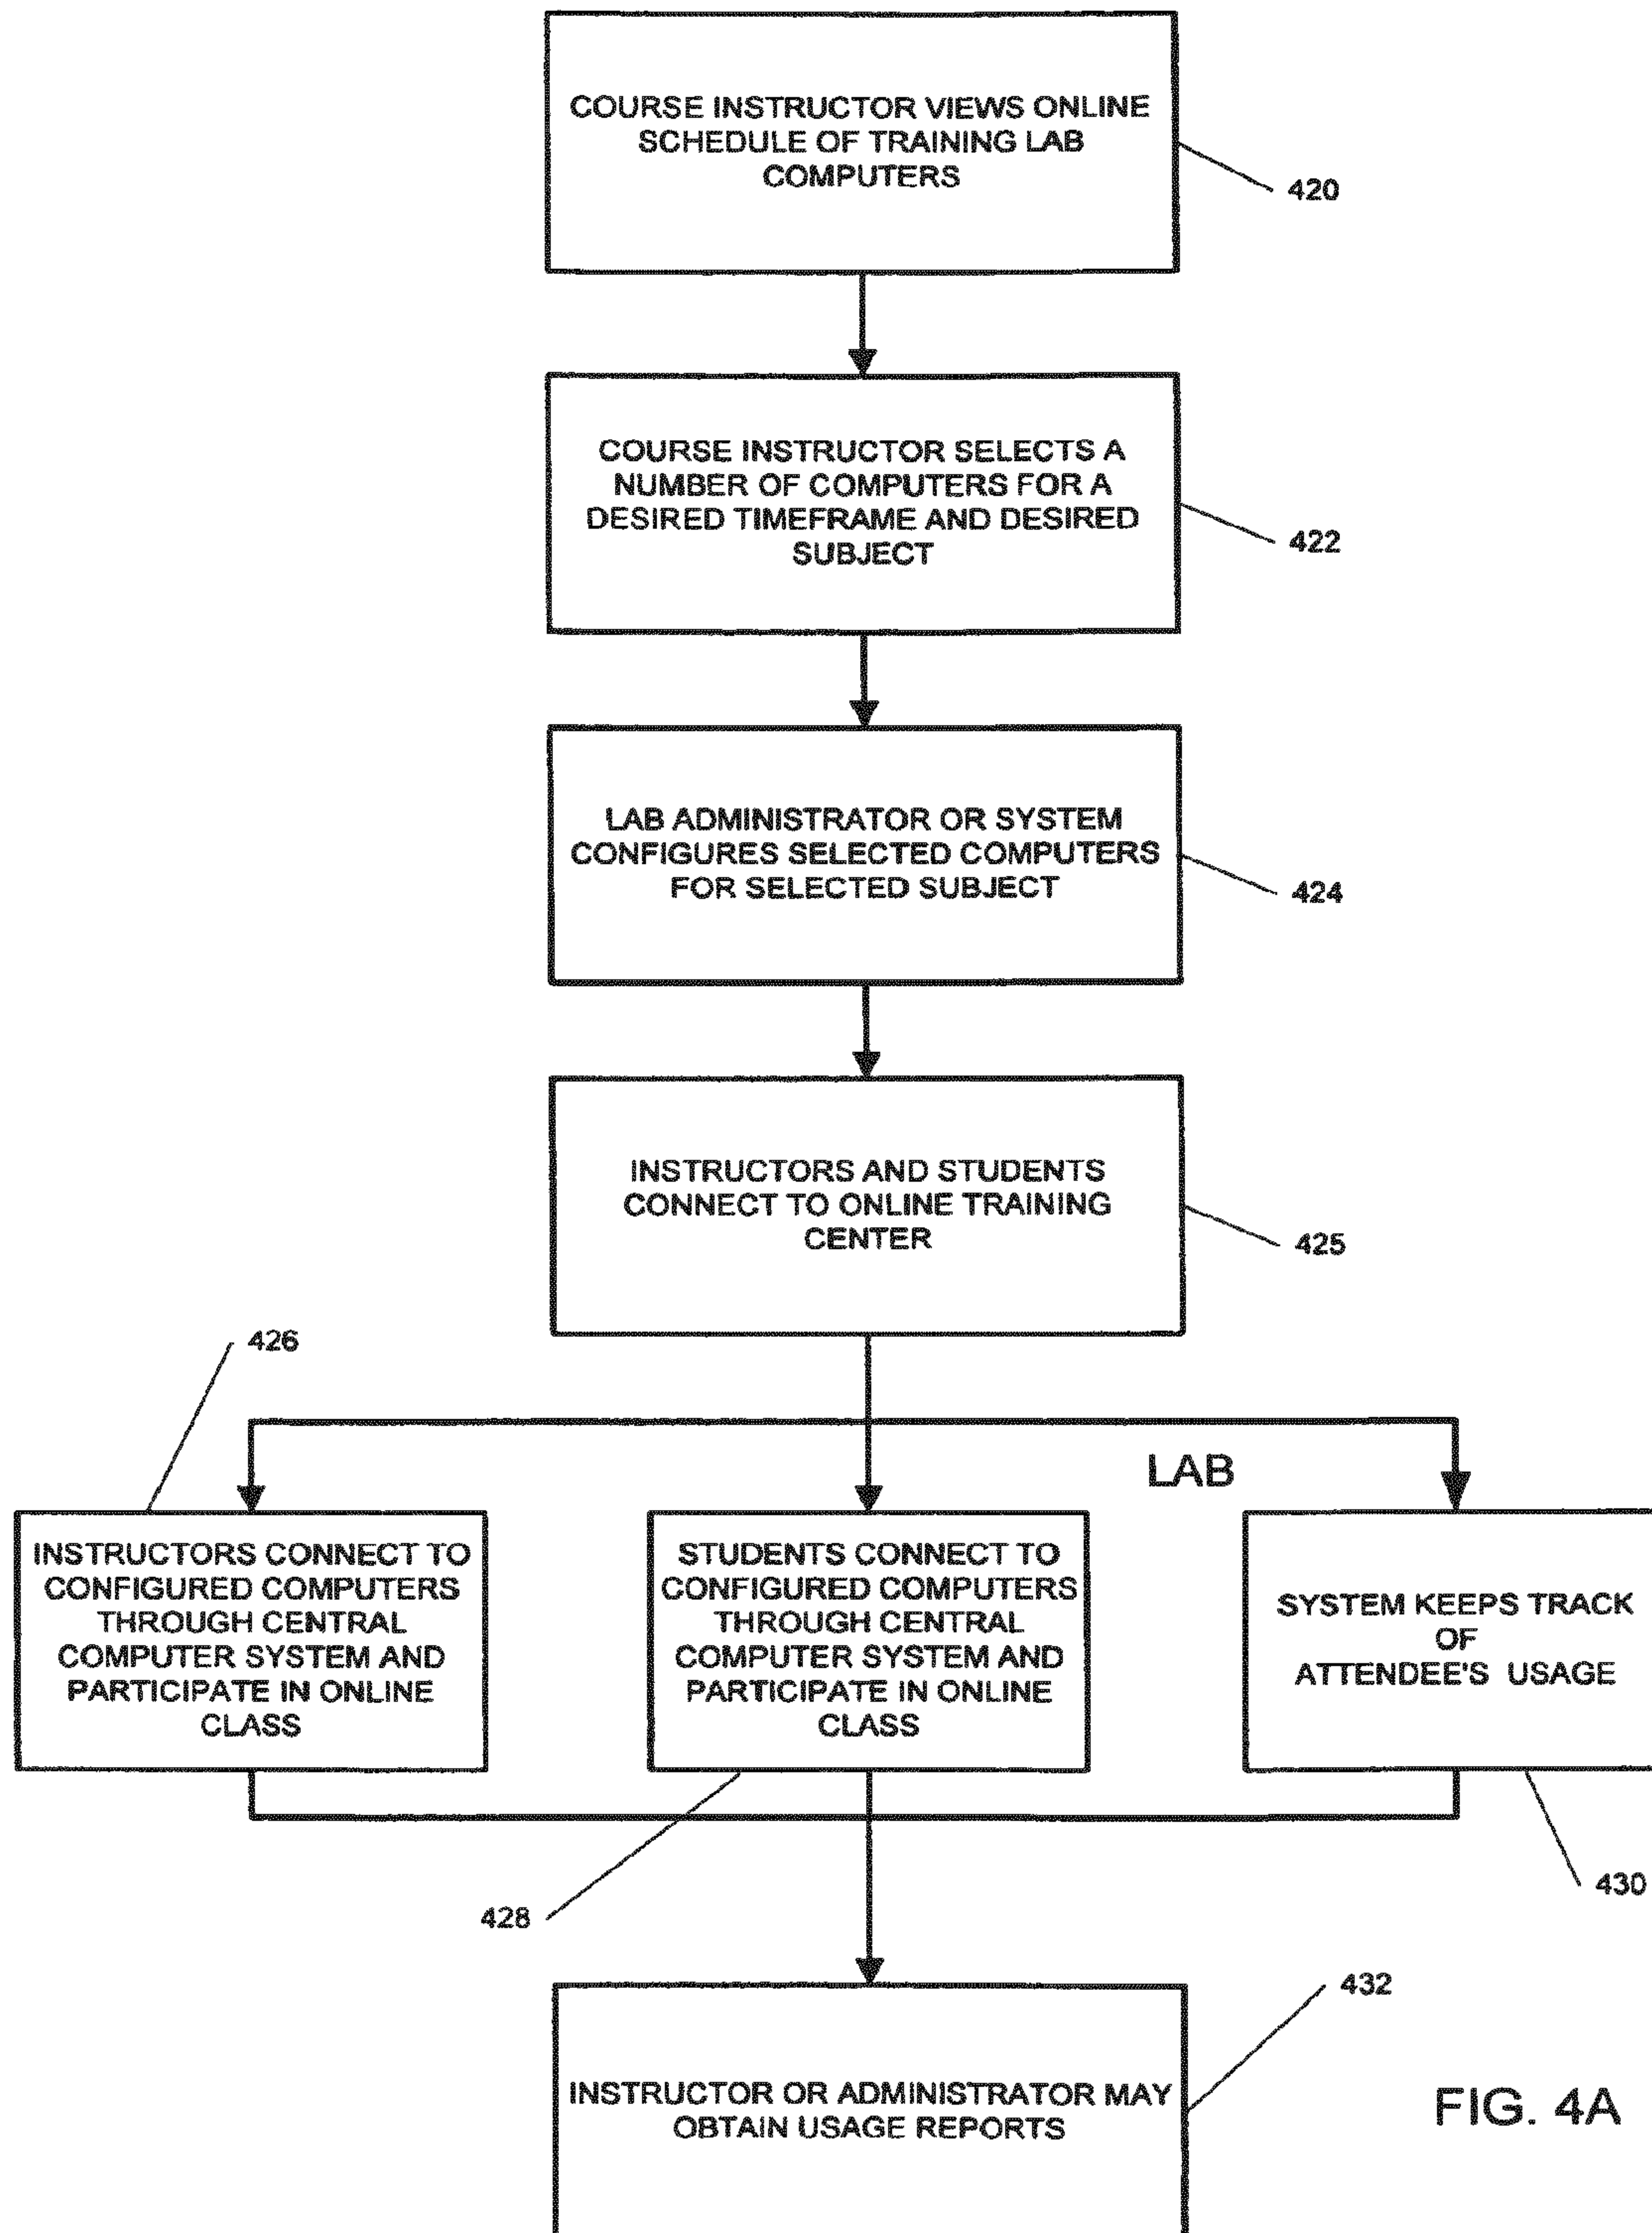 COURSE INSTRUCTOR VIEWS ONLINE
SCHEDULE OF TRAINING LAB
COMPUTERS
420
COURSE INSTRUCTOR SELECTS A
NUMBER OF COMPUTERS FOR A
DESIRED TIMEFRAME AND DESIRED
SUBJECT
422
LAB ADMINISTRATOR OR SYSTEM
CONFIGURES SELECTED COMPUTERS
FOR SELECTED SUBJECT
424
INSTRUCTORS AND STUDENTS
CONNECT TO ONLINE TRAINING
CENTER
425
426
LAB
INSTRUCTORS CONNECT TO
CONFIGURED COMPUTERS
THROUGH CENTRAL
COMPUTER SYSTEM AND
PARTICIPATE IN ONLINE
CLASS
STUDENTS CONNECT TO
CONFIGURED COMPUTERS
THROUGH CENTRAL
COMPUTER SYSTEM AND
PARTICIPATE IN ONLINE
CLASS
SYSTEM KEEPS TRACK
OF
ATTENDEE'S USAGE
428
430
432
INSTRUCTOR OR ADMINISTRATOR MAY
OBTAIN USAGE REPORTS
FIG. 4A